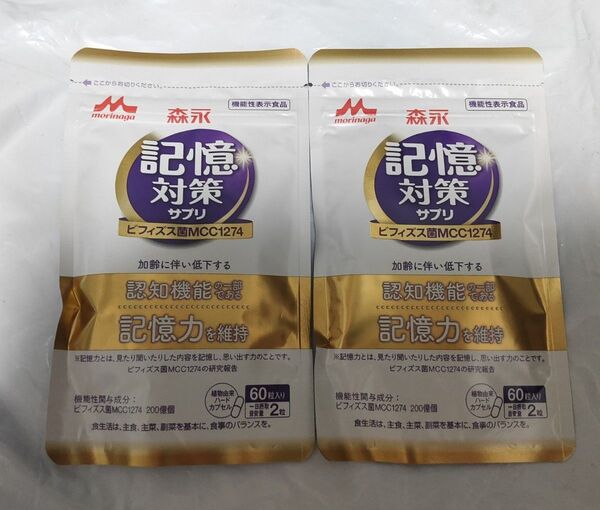 ここからお切りください。
morinaga
森永
機能性表示食品
記憶
対策
サプリ
ビフィズス菌MCC1274
加齢に伴い低下する
認知機能の一部である
記憶力を維持
※記憶力とは、見たり聞いたりした内容を記憶し、思い出す力のことです。
ビフィズス菌MCC1274の研究報告
機能性関与成分:
ビフィズス菌MCC1274 200億個
植物由来
ハード
カプセル
60粒入り
一日摂取目安量 2粒
食生活は、主食、主菜、副菜を基本に、食事のバランスを。
ここからお切りください。
morinaga
森永
機能性表示食品
記憶
対策
サプリ
ビフィズス菌MCC1274
加齢に伴い低下する
認知機能の一部である
記憶力を維持
※記憶力とは、見たり聞いたりした内容を記憶し、思い出す力のことです。
ビフィズス菌MCC1274の研究報告
機能性関与成分:
ビフィズス菌MCC1274 200億個
植物由来
ハード
カプセル
60粒入り
一日摂取目安量 2粒
食生活は、主食、主菜、副菜を基本に、食事のバランスを。